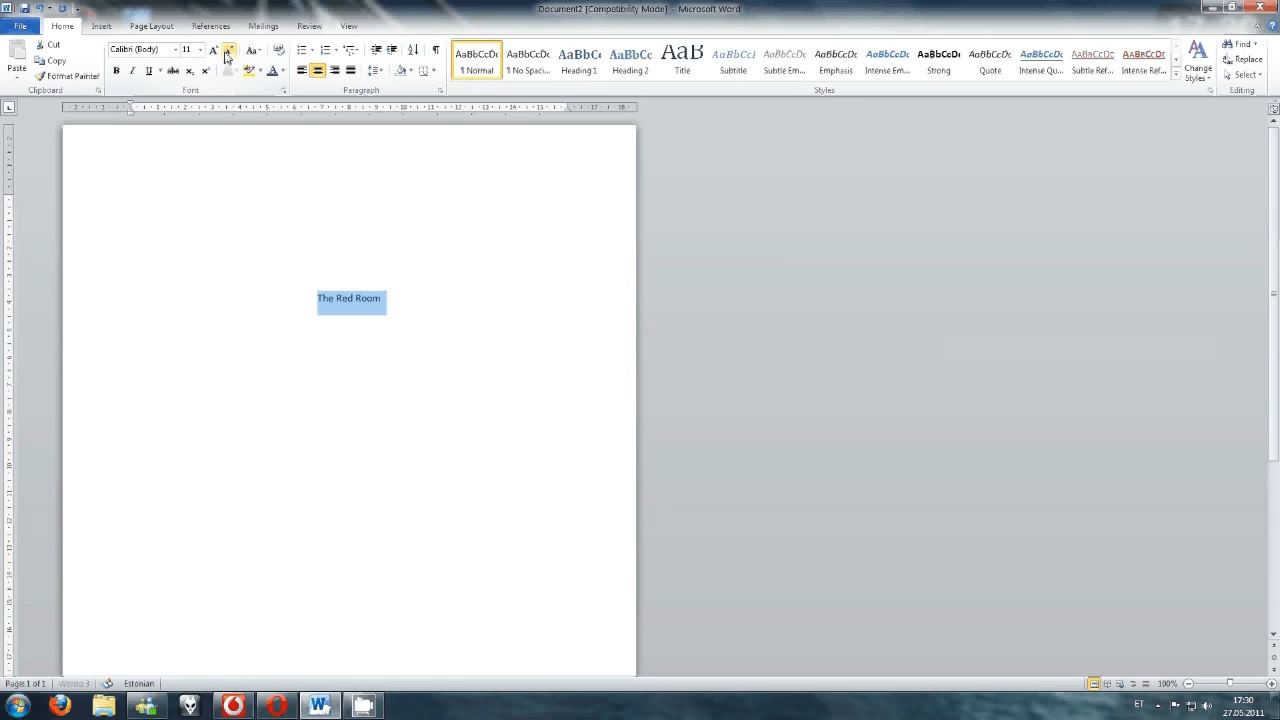 Document2 [Compatibility Mode] - Microsoft Word
File Home Insert Page Layout References Mailings Review View
Paste Cut
Copy
Format Painter
Clipboard
Calibri (Body) 11
Font
Paragraph
AaBbCcDc AaBbCcDc AaBbCc AaBbCc AaB AaBbCcI AaBbCcDc AaBbCcDc AaBbCcDc AaBbCcDc AaBbCcDc AaBbCcDc AaBbCcDc AaBbCcDc
¶ Normal ¶ No Spaci... Heading 1 Heading 2 Title Subtitle Subtle Em... Emphasis Intense Em... Strong Quote Intense Qu... Subtle Ref... Intense Ref...
Styles
Change Styles
Find
Replace
Select
Editing
The Red Room
Page: 1 of 1 Words: 3 Estonian 100%
ET 17:30
27.05.2011